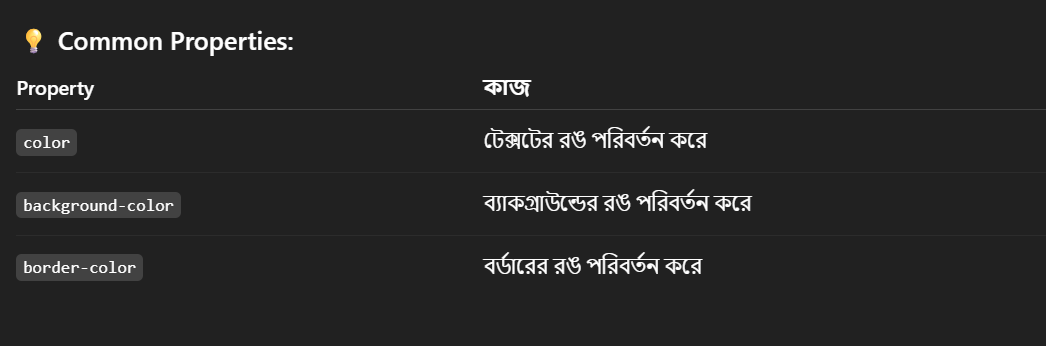 💡 Common Properties:
Property কাজ
color টেক্সটের রঙ পরিবর্তন করে
background-color ব্যাকগ্রাউন্ডের রঙ পরিবর্তন করে
border-color বর্ডারের রঙ পরিবর্তন করে